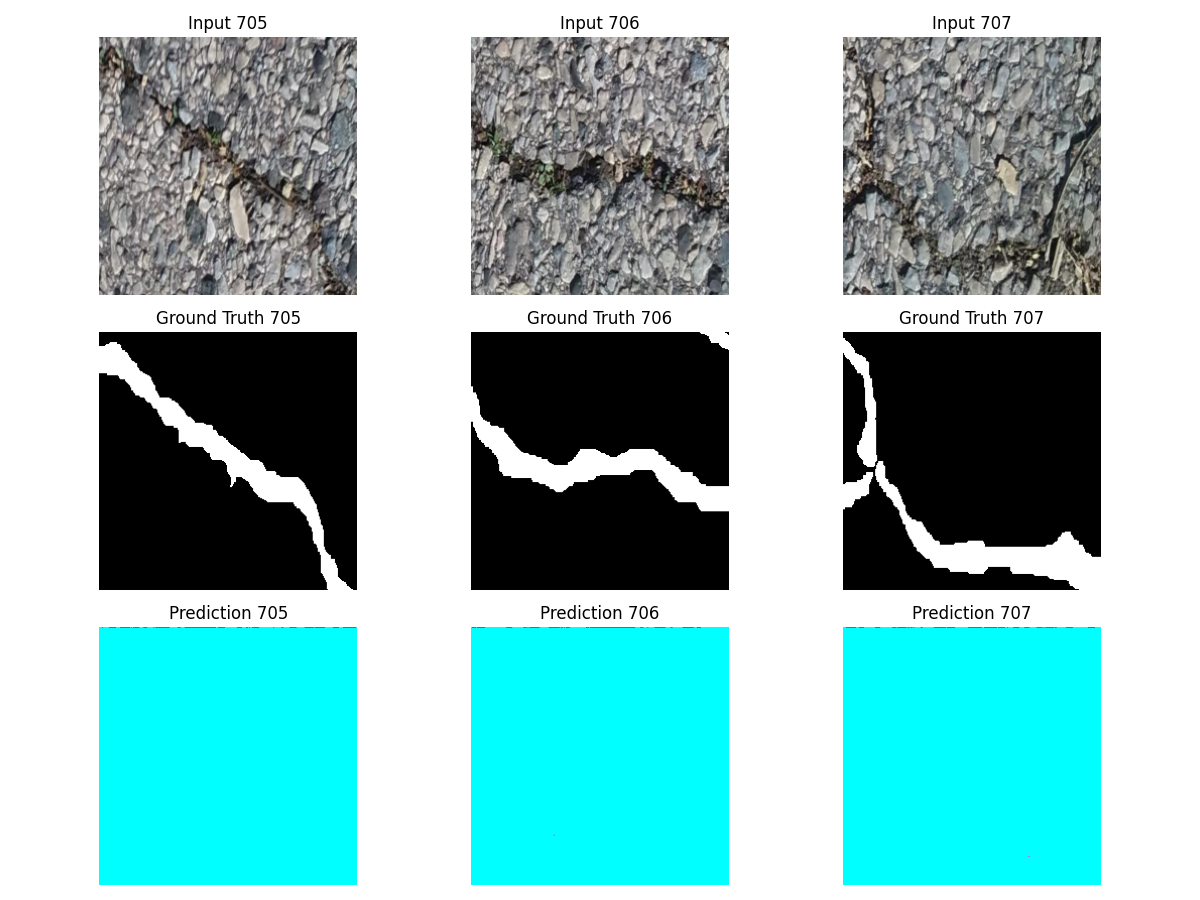 Input 705
Input 706
Input 707
Ground Truth 705
Ground Truth 706
Ground Truth 707
Prediction 705
Prediction 706
Prediction 707